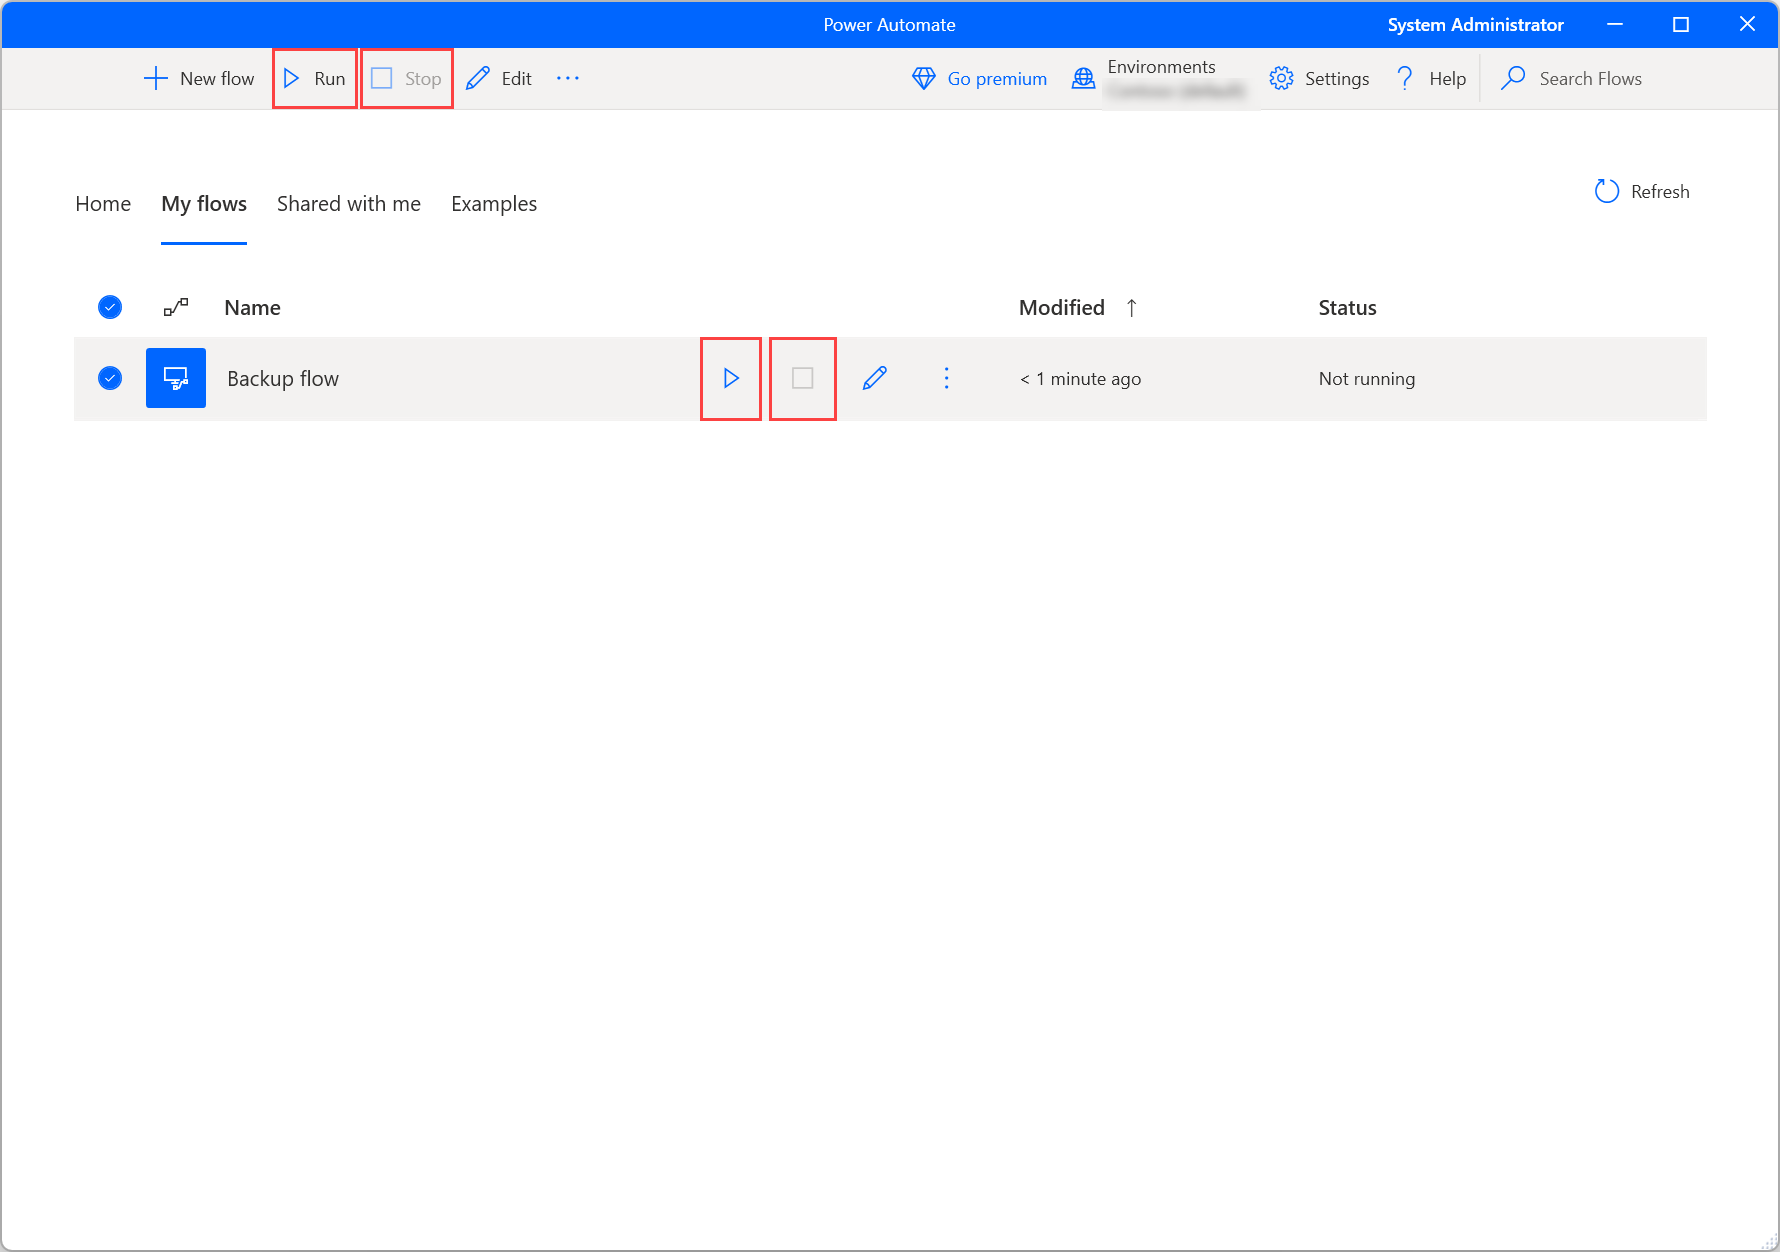 Power Automate
System Administrator
New flow
Run
Stop
Edit
Go premium
Environments
Settings
Help
Search Flows
Home
My flows
Shared with me
Examples
Refresh
Name
Modified
Status
Backup flow
< 1 minute ago
Not running